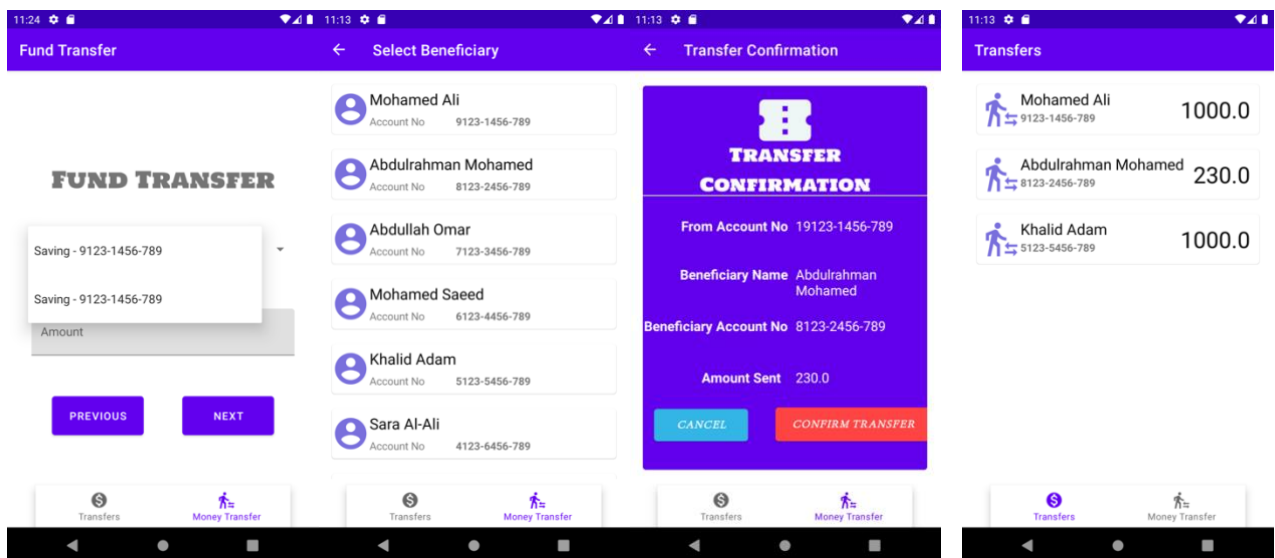 11:24
Fund Transfer
FUND TRANSFER
Saving - 9123-1456-789
Saving - 9123-1456-789
Amount
PREVIOUS NEXT
Transfers Money Transfer
11:13
Select Beneficiary
Mohamed Ali
Account No 9123-1456-789
Abdulrahman Mohamed
Account No 8123-2456-789
Abdullah Omar
Account No 7123-3456-789
Mohamed Saeed
Account No 6123-4456-789
Khalid Adam
Account No 5123-5456-789
Sara Al-Ali
Account No 4123-6456-789
Transfers Money Transfer
11:13
Transfer Confirmation
TRANSFER
CONFIRMATION
From Account No 19123-1456-789
Beneficiary Name Abdulrahman
Mohamed
Beneficiary Account No 8123-2456-789
Amount Sent 230.0
CANCEL CONFIRM TRANSFER
Transfers Money Transfer
11:13
Transfers
Mohamed Ali
9123-1456-789
1000.0
Abdulrahman Mohamed
8123-2456-789
230.0
Khalid Adam
5123-5456-789
1000.0
Transfers Money Transfer